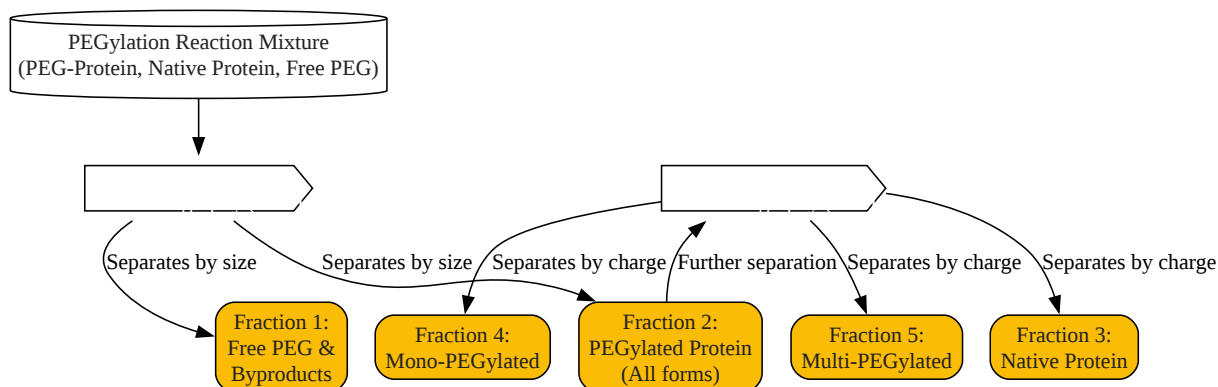 PEGylation Reaction Mixture
(PEG-Protein, Native Protein, Free PEG)
Separates by size
Separates by size
Separates by charge
Further separation
Separates by charge
Separates by charge
Fraction 1:
Free PEG &
Byproducts
Fraction 4:
Mono-PEGylated
Fraction 2:
PEGylated Protein
(All forms)
Fraction 5:
Multi-PEGylated
Fraction 3:
Native Protein